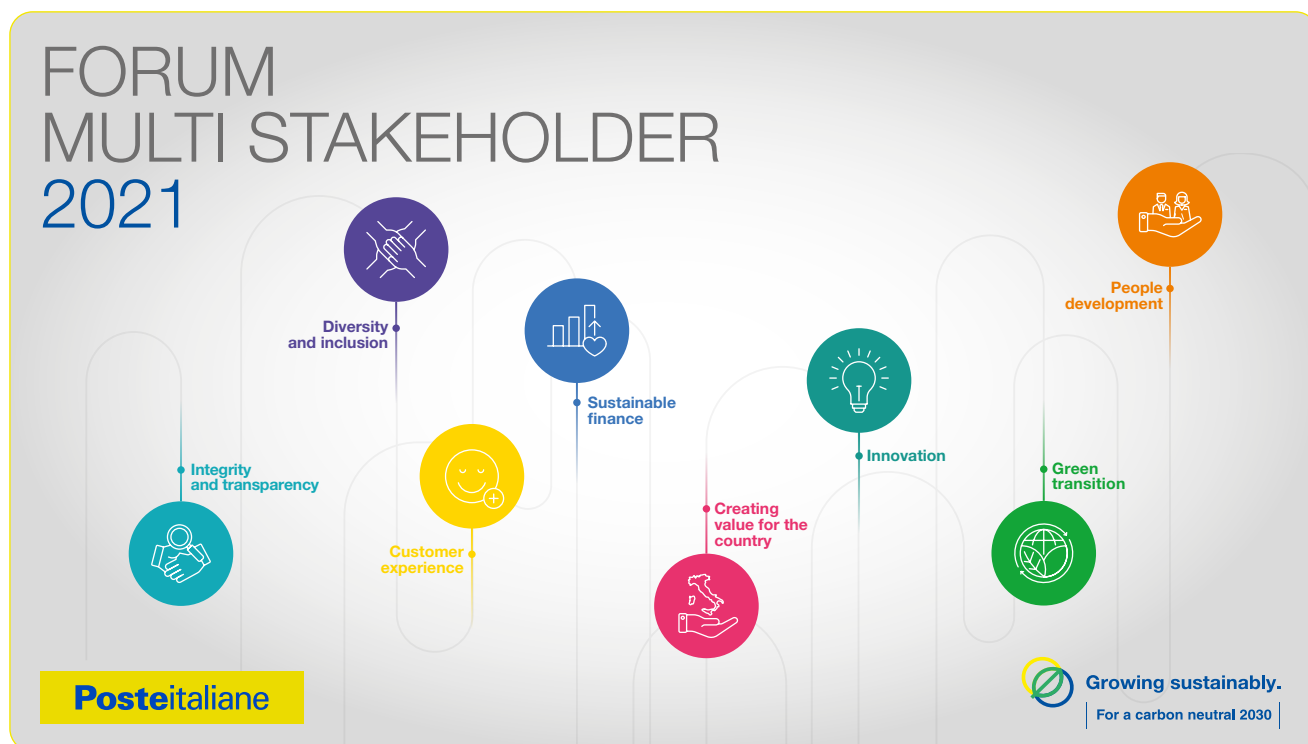 FORUM
MULTI STAKEHOLDER
2021
Diversity
and inclusion
People
development
Sustainable
finance
Integrity
and transparency
Customer
experience
Creating
value for the
country
Innovation
Green
transition
Posteitaliane
Growing sustainably.
For a carbon neutral 2030